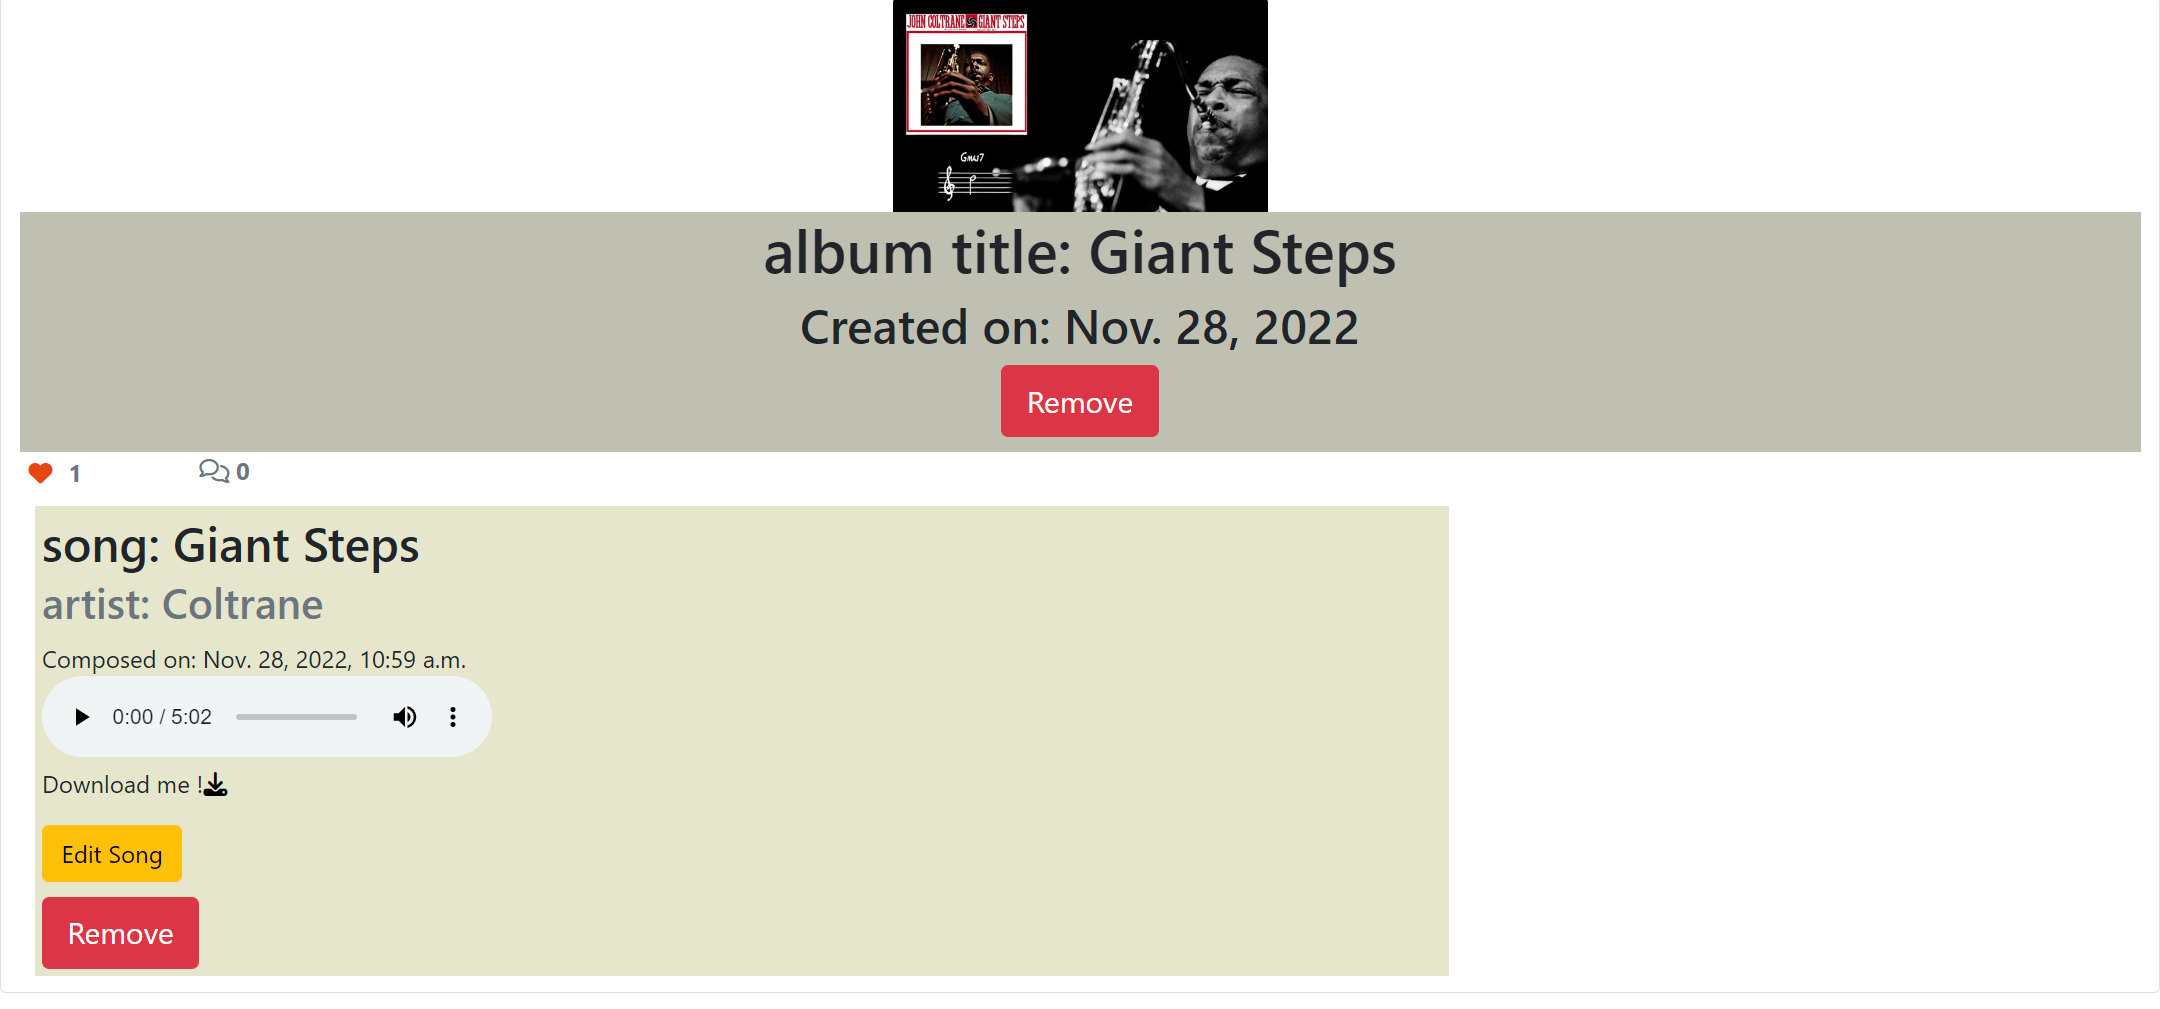 JOHN COLTRANE GIANT STEPS
GMAJ7
album title: Giant Steps
Created on: Nov. 28, 2022
Remove
1
0
song: Giant Steps
artist: Coltrane
Composed on: Nov. 28, 2022, 10:59 a.m.
0:00 / 5:02
Download me !
Edit Song
Remove